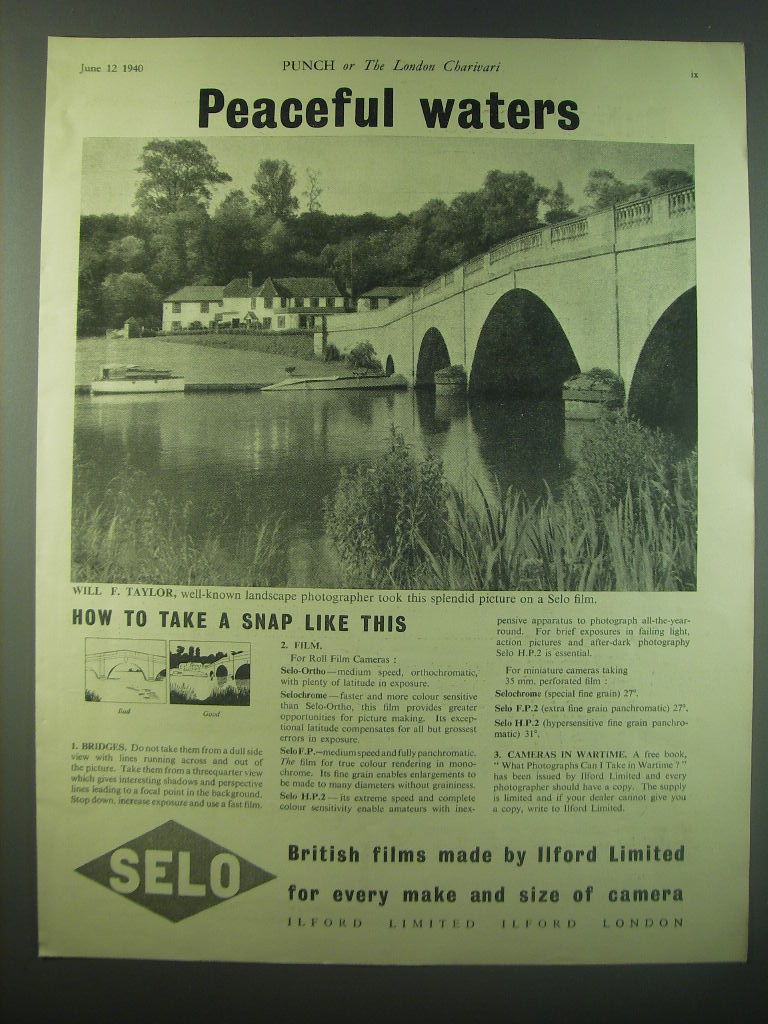 June 12 1940
PUNCH or The London Charivari
ix
Peaceful waters
WILL F. TAYLOR, well-known landscape photographer took this splendid picture on a Selo film.
HOW TO TAKE A SNAP LIKE THIS
Bad
Good
1. BRIDGES. Do not take them from a dull side
view with lines running across and out of
the picture. Take them from a threequarter view
which gives interesting shadows and perspective
lines leading to a focal point in the background.
Stop down, increase exposure and use a fast film.
2. FILM.
For Roll Film Cameras :
Selo-Ortho—medium speed, orthochromatic,
with plenty of latitude in exposure.
Selochrome—faster and more colour sensitive
than Selo-Ortho, this film provides greater
opportunities for picture making. Its excep-
tional latitude compensates for all but grossest
errors in exposure.
Selo F.P.—medium speed and fully panchromatic.
The film for true colour rendering in mono-
chrome. Its fine grain enables enlargements to
be made to many diameters without graininess.
Selo H.P.2—its extreme speed and complete
colour sensitivity enable amateurs with inex-
pensive apparatus to photograph all-the-year-
round. For brief exposures in failing light,
action pictures and after-dark photography
Selo H.P.2 is essential.
For miniature cameras taking
35 mm. perforated film :
Selochrome (special fine grain) 27°.
Selo F.P.2 (extra fine grain panchromatic) 27°.
Selo H.P.2 (hypersensitive fine grain panchro-
matic) 31°.
3. CAMERAS IN WARTIME. A free book,
" What Photographs Can I Take in Wartime ? "
has been issued by Ilford Limited and every
photographer should have a copy. The supply
is limited and if your dealer cannot give you
a copy, write to Ilford Limited.
SELO
British films made by Ilford Limited
for every make and size of camera
ILFORD LIMITED ILFORD LONDON